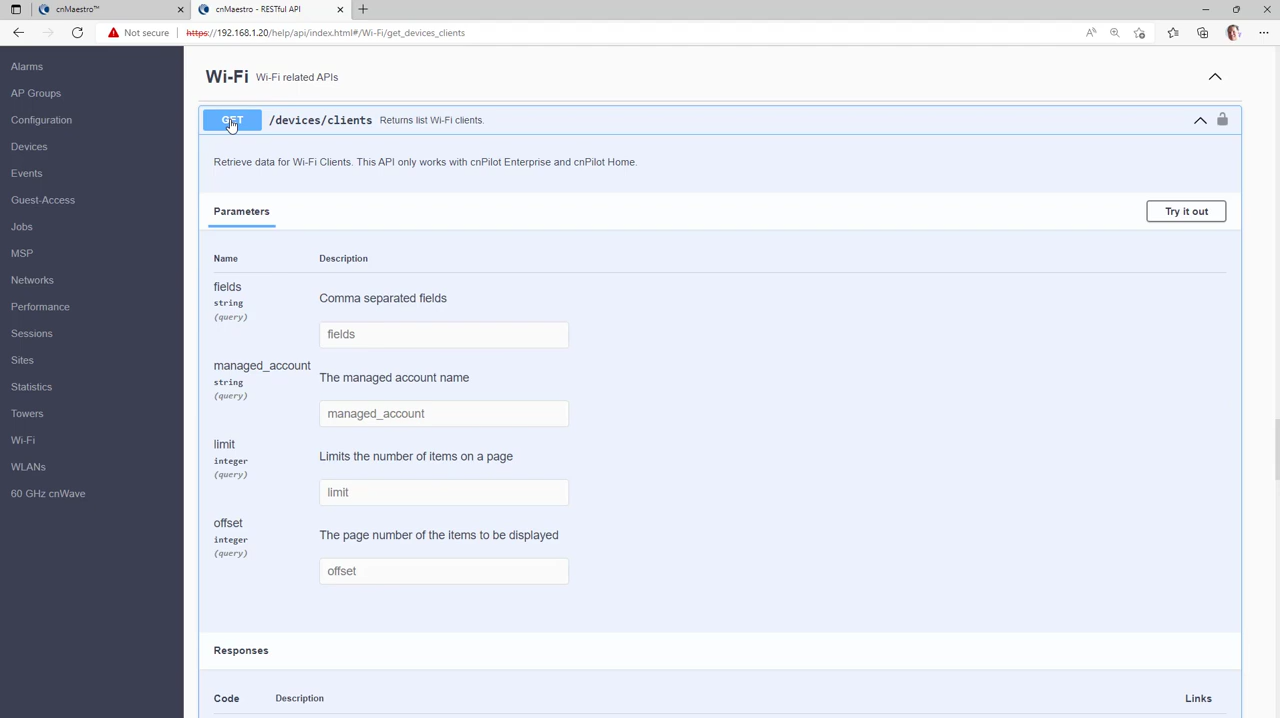 cnMaestro™
cnMaestro - RESTful API
Not secure
https://192.168.1.20/help/api/index.html#/Wi-Fi/get_devices_clients
Alarms
AP Groups
Configuration
Devices
Events
Guest-Access
Jobs
MSP
Networks
Performance
Sessions
Sites
Statistics
Towers
Wi-Fi
WLANs
60 GHz cnWave
Wi-Fi Wi-Fi related APIs
GET /devices/clients Returns list Wi-Fi clients.
Retrieve data for Wi-Fi Clients. This API only works with cnPilot Enterprise and cnPilot Home.
Parameters
Try it out
Name Description
fields
string
(query)
Comma separated fields
fields
managed_account
string
(query)
The managed account name
managed_account
limit
integer
(query)
Limits the number of items on a page
limit
offset
integer
(query)
The page number of the items to be displayed
offset
Responses
Code Description Links